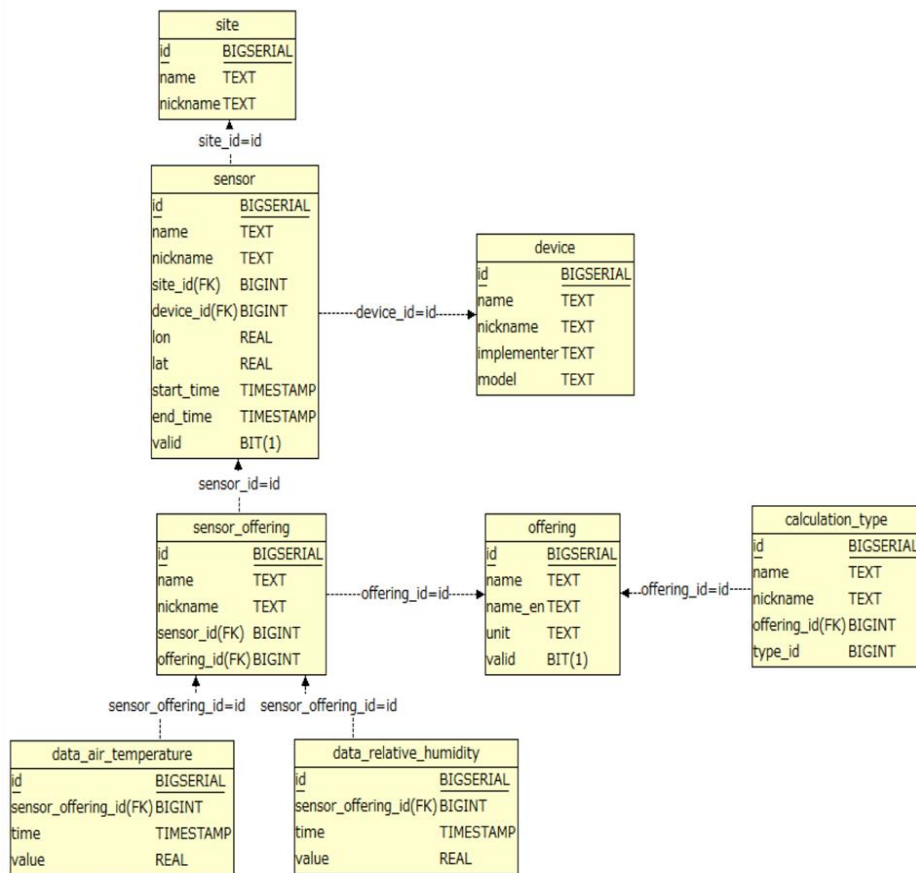 site
id BIGSERIAL
name TEXT
nickname TEXT
site_id=id
sensor
id BIGSERIAL
name TEXT
nickname TEXT
site_id(FK) BIGINT
device_id(FK) BIGINT
lon REAL
lat REAL
start_time TIMESTAMP
end_time TIMESTAMP
valid BIT(1)
device_id=id
device
id BIGSERIAL
name TEXT
nickname TEXT
implementer TEXT
model TEXT
sensor_id=id
sensor_offering
id BIGSERIAL
name TEXT
nickname TEXT
sensor_id(FK) BIGINT
offering_id(FK) BIGINT
offering_id=id
offering
id BIGSERIAL
name TEXT
name_en TEXT
unit TEXT
valid BIT(1)
offering_id=id
calculation_type
id BIGSERIAL
name TEXT
nickname TEXT
offering_id(FK) BIGINT
type_id BIGINT
sensor_offering_id=id
sensor_offering_id=id
data_air_temperature
id BIGSERIAL
sensor_offering_id(FK) BIGINT
time TIMESTAMP
value REAL
data_relative_humidity
id BIGSERIAL
sensor_offering_id(FK) BIGINT
time TIMESTAMP
value REAL